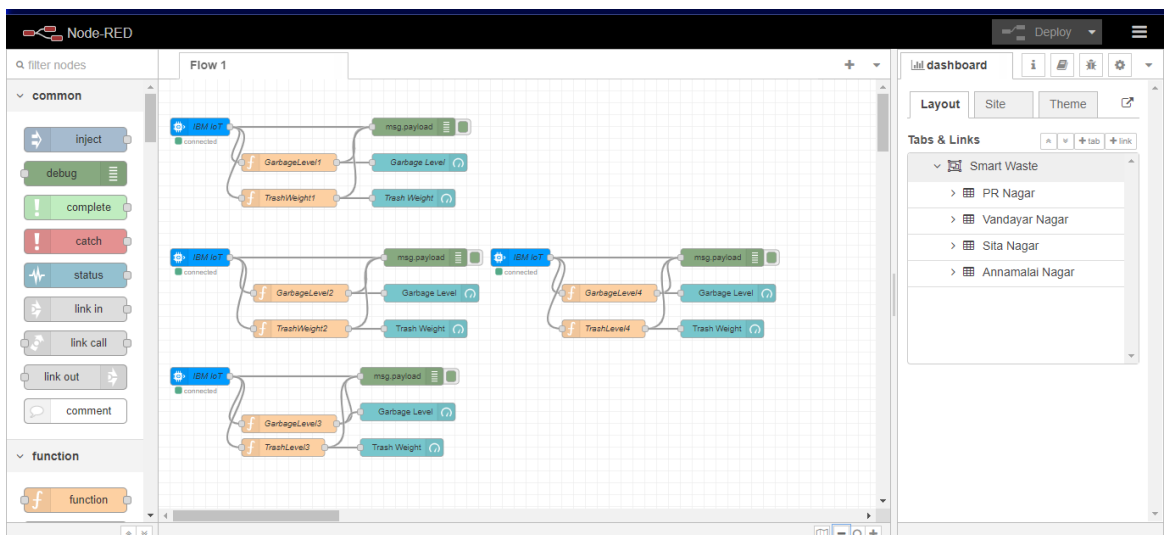 Node-RED
Deploy
filter nodes
Flow 1
dashboard
i
common
Layout
Site
Theme
inject
IBM IoT
msg.payload
connected
Tabs & Links
tab
link
debug
GarbageLevel1
Garbage Level
Smart Waste
complete
TrashWeight1
Trash Weight
PR Nagar
Vandayar Nagar
catch
IBM IoT
msg.payload
IBM IoT
msg.payload
Sita Nagar
status
connected
connected
Annamalai Nagar
link in
GarbageLevel2
Garbage Level
GarbageLevel4
Garbage Level
link call
TrashWeight2
Trash Weight
TrashLevel4
Trash Weight
link out
IBM IoT
msg.payload
connected
comment
Garbage Level
GarbageLevel3
function
TrashLevel3
Trash Weight
function